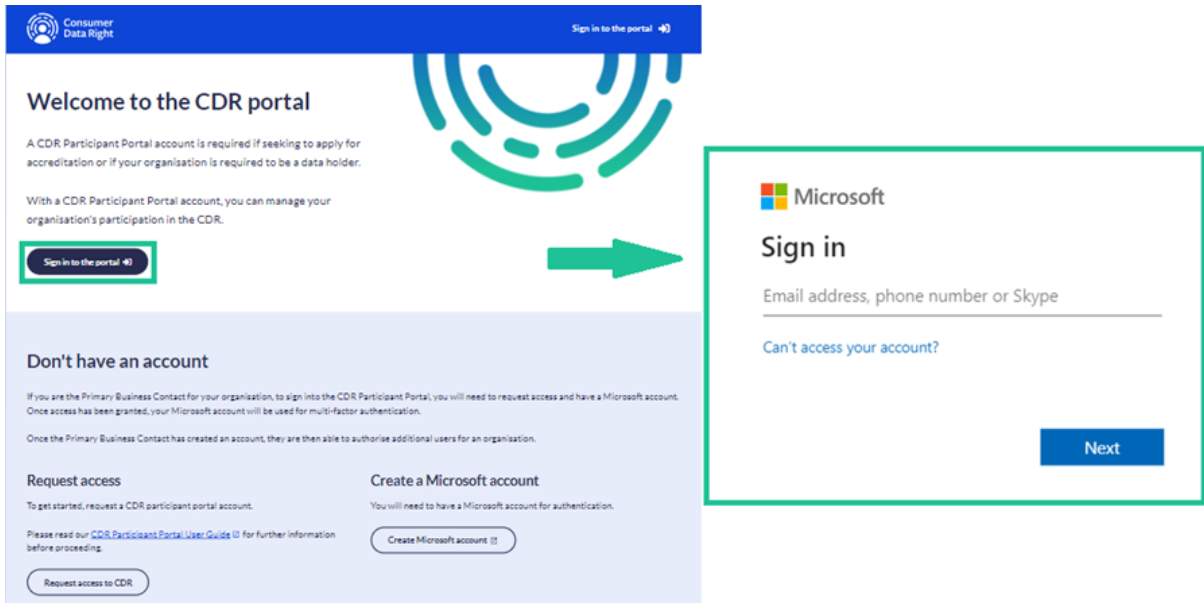 Consumer
Data Right
Sign in to the portal
Welcome to the CDR portal
A CDR Participant Portal account is required if seeking to apply for
accreditation or if your organisation is required to be a data holder.
With a CDR Participant Portal account, you can manage your
organisation's participation in the CDR.
Sign in to the portal
Don't have an account
If you are the Primary Business Contact for your organisation, to sign into the CDR Participant Portal, you will need to request access and have a Microsoft account.
Once access has been granted, your Microsoft account will be used for multi-factor authentication.
Once the Primary Business Contact has created an account, they are then able to authorise additional users for an organisation.
Request access
To get started, request a CDR participant portal account.
Please read our CDR Participant Portal User Guide for further information
before proceeding.
Request access to CDR
Create a Microsoft account
You will need to have a Microsoft account for authentication.
Create Microsoft account
Microsoft
Sign in
Email address, phone number or Skype
Can't access your account?
Next